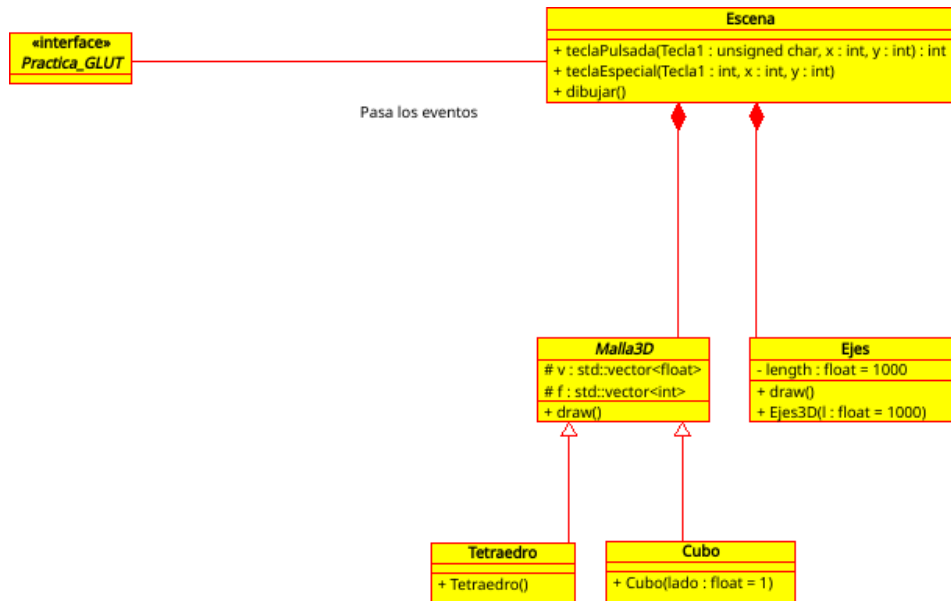 «interface»
Practica_GLUT
Escena
+ teclaPulsada(Tecla1 : unsigned char, x : int, y : int) : int
+ teclaEspecial(Tecla1 : int, x : int, y : int)
+ dibujar()
Pasa los eventos
Malla3D
# v : std::vector<float>
# f : std::vector<int>
+ draw()
Ejes
- length : float = 1000
+ draw()
+ Ejes3D(l : float = 1000)
Tetraedro
+ Tetraedro()
Cubo
+ Cubo(lado : float = 1)